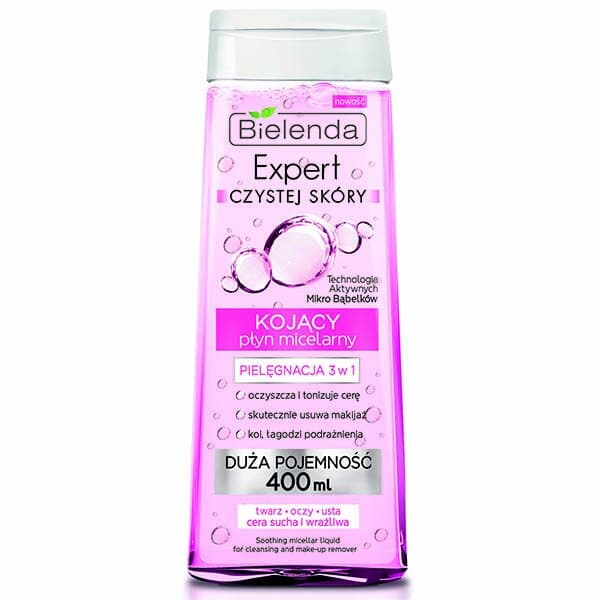 nowość
Bielenda
Expert
CZYSTEJ SKÓRY
Technologia
Aktywnych
Mikro Bąbelków
KOJĄCY
płyn micelarny
PIELĘGNACJA 3 w 1
oczyszcza i tonizuje cerę
skutecznie usuwa makijaż
koi, łagodzi podrażnienia
DUŻA POJEMNOŚĆ
400 ml
twarz • oczy • usta
cera sucha i wrażliwa
Soothing micellar liquid
for cleansing and make-up remover